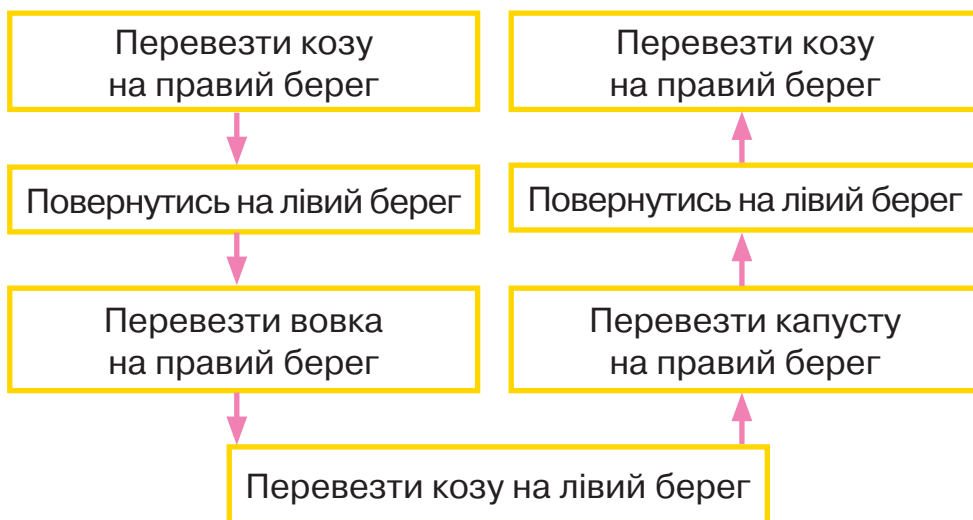 Перевезти козу
на правий берег
Повернутись на лівий берег
Перевезти вовка
на правий берег
Перевезти козу на лівий берег
Перевезти капусту
на правий берег
Повернутись на лівий берег
Перевезти козу
на правий берег